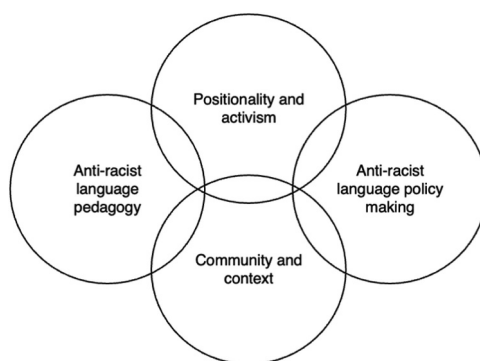 Positionality and
activism
Anti-racist
language
pedagogy
Anti-racist
language policy
making
Community and
context